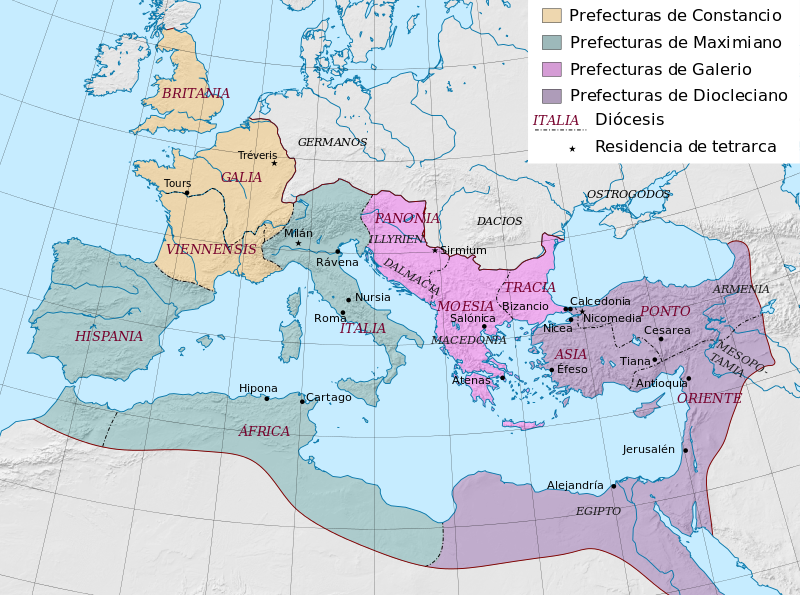 Prefecturas de Constancio
Prefecturas de Maximiano
Prefecturas de Galerio
Prefecturas de Diocleciano
ITALIA Diócesis
Residencia de tetrarca
BRITANIA
GERMANOS
Tréveris
GALIA
Tours
OSTROGODOS
PANONIA
DACIOS
Milán
ILLYRIEN
VIENNENSIS
Sirmium
Rávena
DALMACIA
TRACIA
ARMENIA
Nursia
MOESIA
Bizancio
Calcedonia
PONTO
Roma
Salónica
Nicomedia
ITALIA
Nicea
Cesarea
HISPANIA
MACEDONIA
ASIA
Tiana
MESOPO-
TAMIA
Éfeso
Atenas
Antioquía
Hipona
Cartago
ORIENTE
ÁFRICA
Jerusalén
Alejandría
EGIPTO